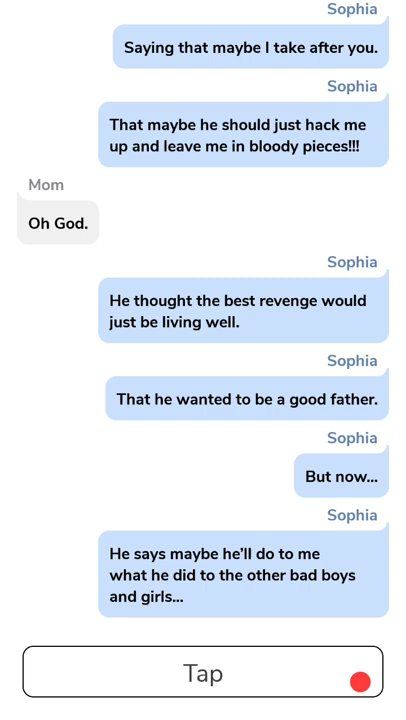 Sophia
Saying that maybe I take after you.
Sophia
That maybe he should just hack me
up and leave me in bloody pieces!!!
Mom
Oh God.
Sophia
He thought the best revenge would
just be living well.
Sophia
That he wanted to be a good father.
Sophia
But now...
Sophia
He says maybe he’ll do to me
what he did to the other bad boys
and girls...
Tap